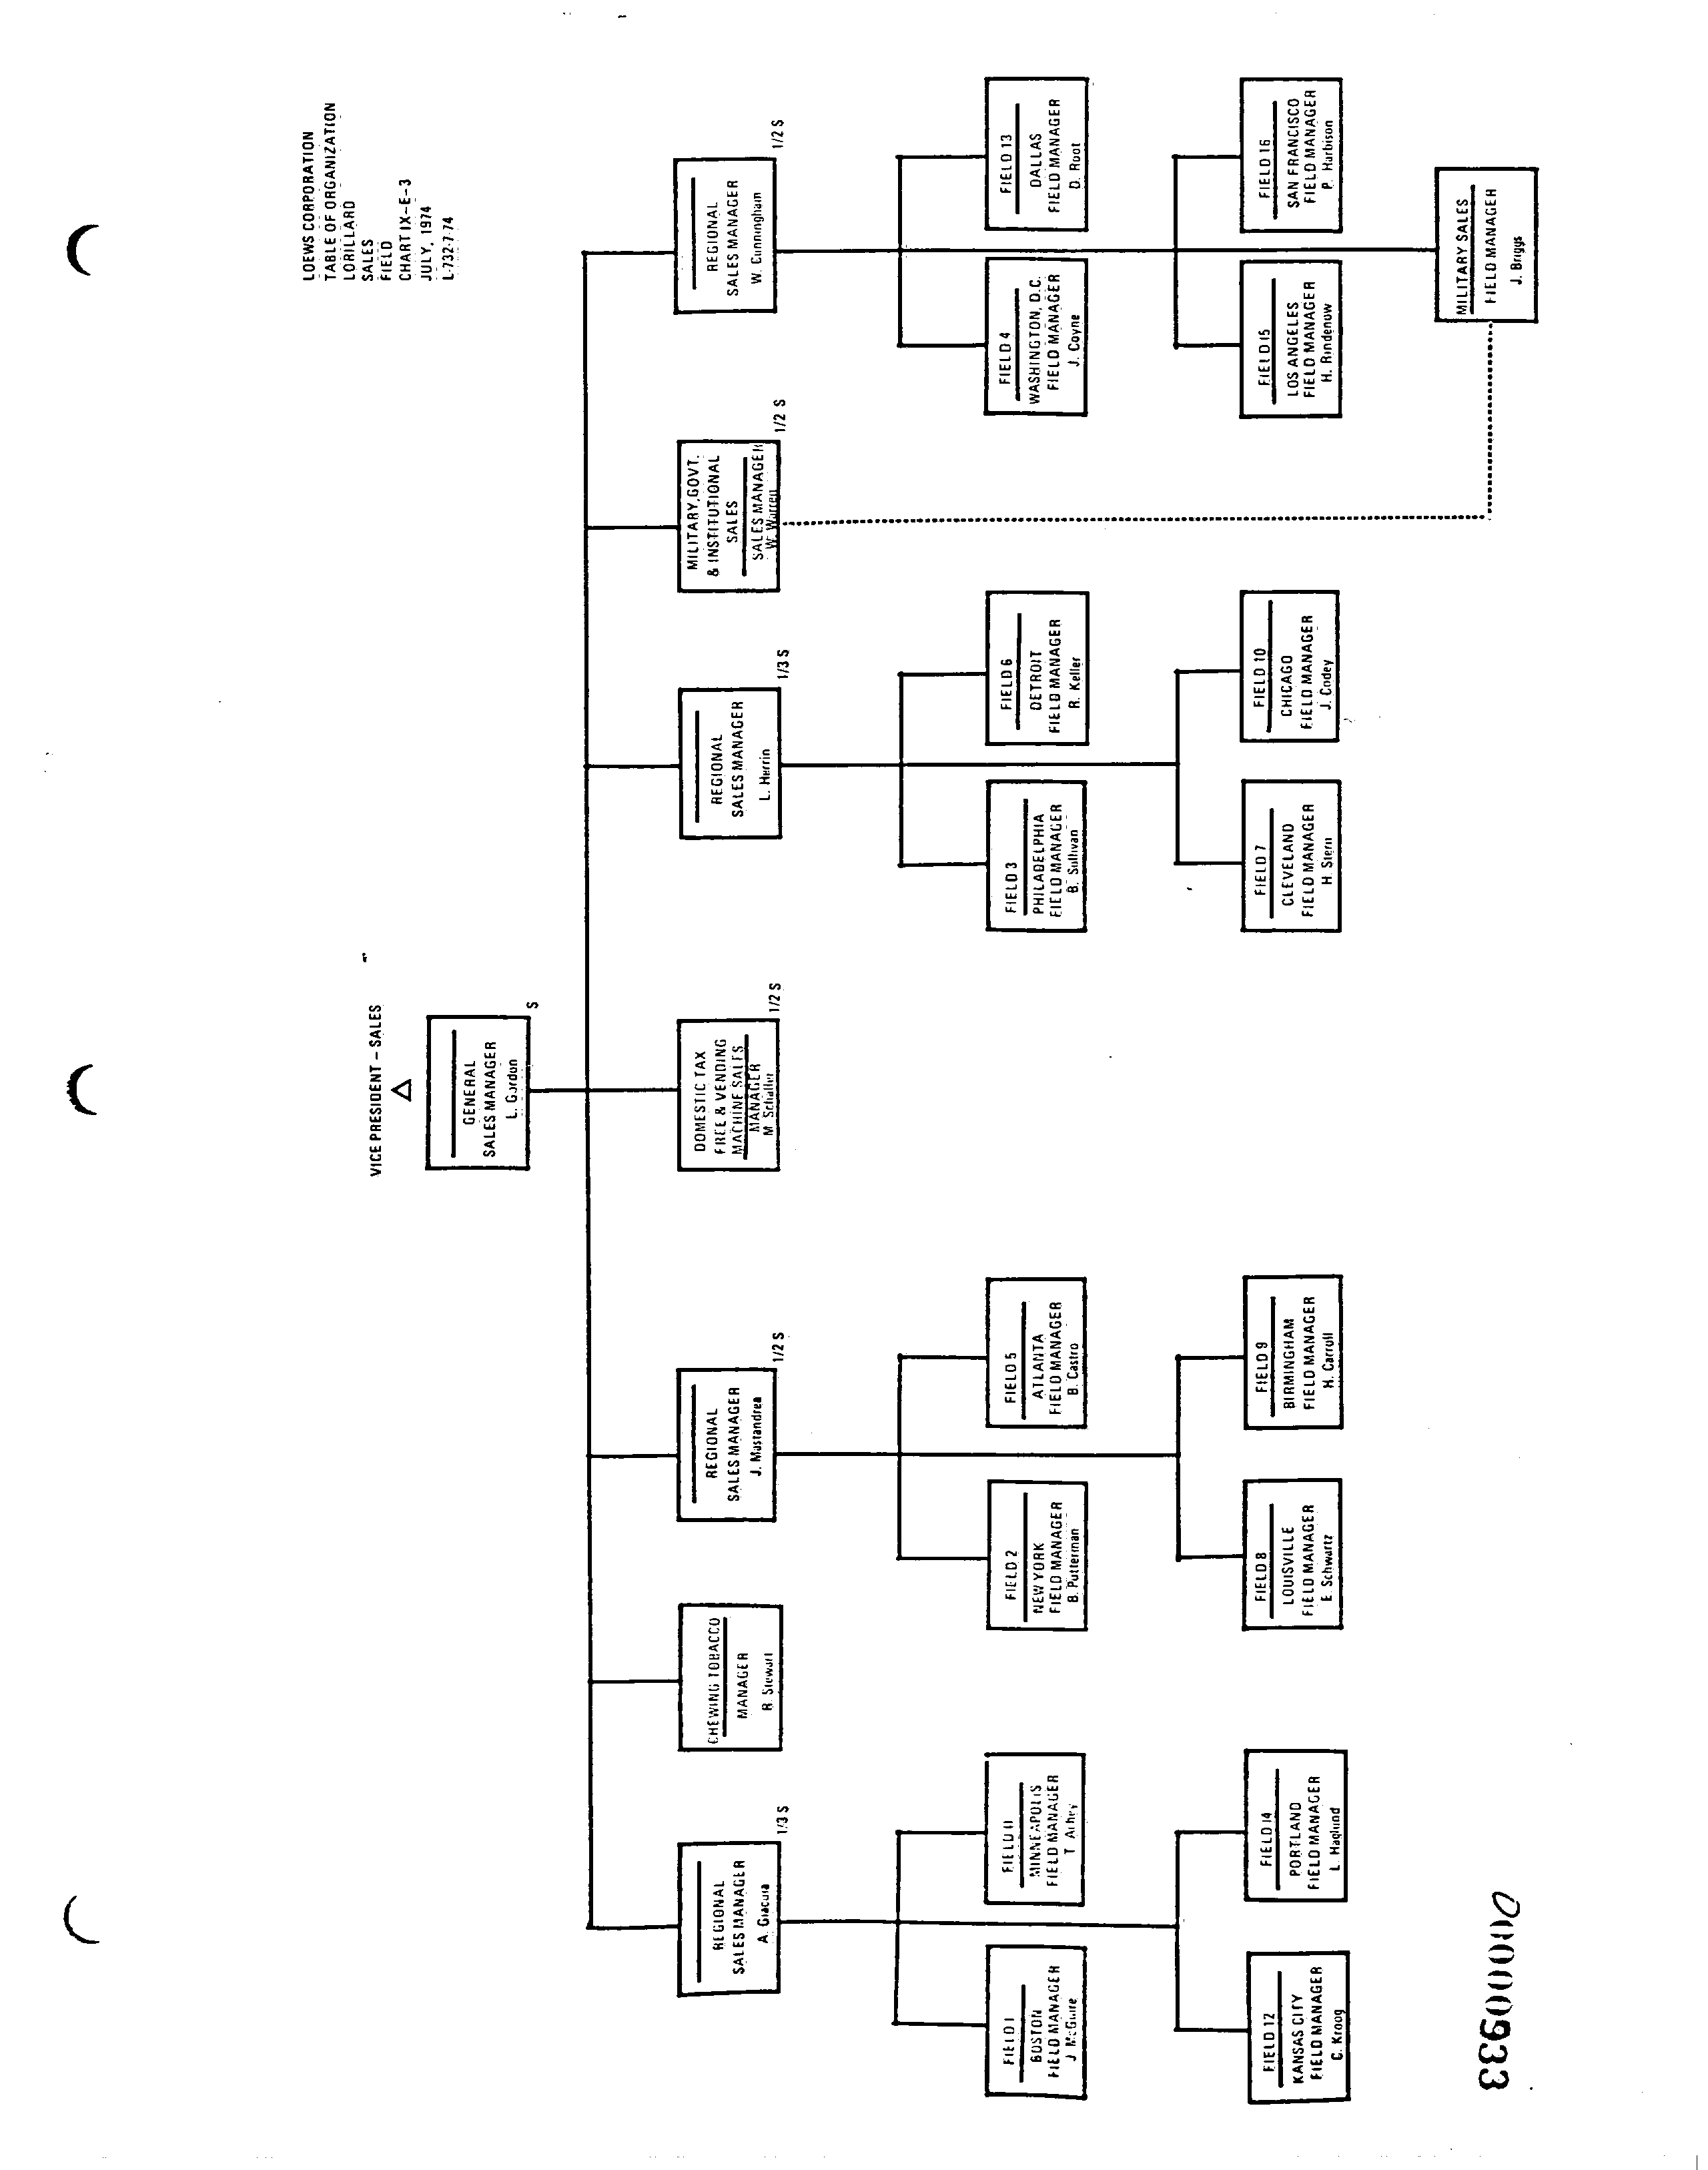 LOEWS CORPORATION
TABLE OF ORGANIZATION
LORILLARD
SALES
FIELD
CHART IX-E-3
JULY, 1974
L-732-7-74
VICE PRESIDENT - SALES
GENERAL
SALES MANAGER
L. Gordon
S
REGIONAL
SALES MANAGER
A. Giacura
1/3 S
CHEWING TOBACCO
MANAGER
R. Stewart
REGIONAL
SALES MANAGER
J. Mastandrea
1/2 S
DOMESTIC TAX
FREE & VENDING
MACHINE SALES
MANAGER
M. Schaller
1/2 S
REGIONAL
SALES MANAGER
L. Herrin
1/3 S
MILITARY, GOVT.
& INSTITUTIONAL
SALES
SALES MANAGER
W. Warren
1/2 S
REGIONAL
SALES MANAGER
W. Cunningham
1/2 S
FIELD 1
BOSTON
FIELD MANAGER
J McGuire
FIELD 11
MINNEAPOLIS
FIELD MANAGER
T
FIELD 2
NEW YORK
FIELD MANAGER
B. Putterman
FIELD 5
ATLANTA
FIELD MANAGER
B. Castro
FIELD 3
PHILADELPHIA
FIELD MANAGER
B. Sullivan
FIELD 6
DETROIT
FIELD MANAGER
R. Keller
FIELD 4
WASHINGTON, D.C.
FIELD MANAGER
J. Coyne
FIELD 13
DALLAS
FIELD MANAGER
D. Root
FIELD 12
KANSAS CITY
FIELD MANAGER
C. Kroog
FIELD 14
PORTLAND
FIELD MANAGER
L. Haglund
FIELD 8
LOUISVILLE
FIELD MANAGER
E. Schwartz
FIELD 9
BIRMINGHAM
FIELD MANAGER
H. Carroll
FIELD 7
CLEVELAND
FIELD MANAGER
H Stern
FIELD 10
CHICAGO
FIELD MANAGER
J. Codey
FIELD 15
LOS ANGELES
FIELD MANAGER
H. Rindenow
FIELD 16
SAN FRANCISCO
FIELD MANAGER
P. Harbison
MILITARY SALES
FIELD MANAGER
J. Briggs
00000933